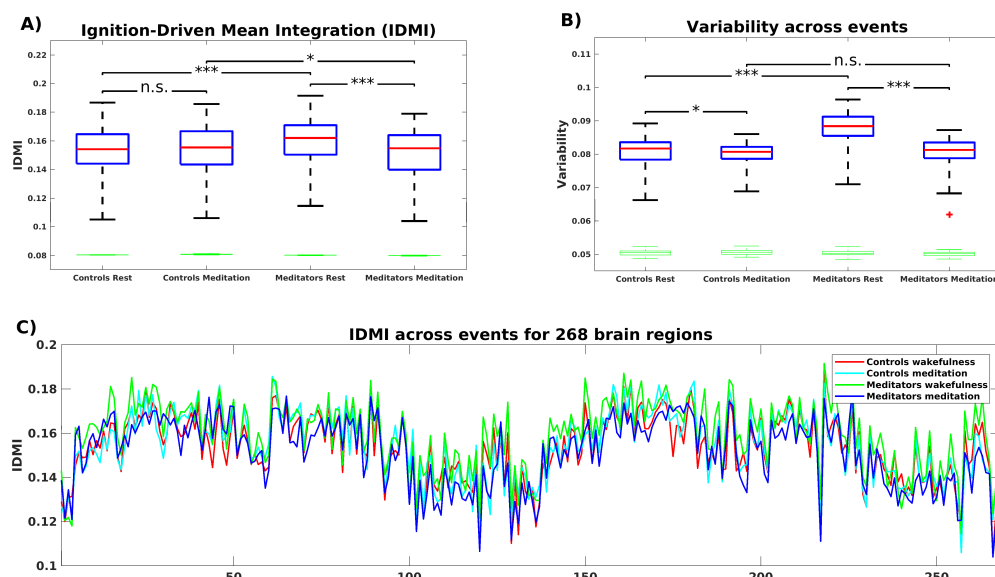 A)
Ignition-Driven Mean Integration (IDMI)
0.22
0.2
0.18
0.16
0.14
0.12
0.1
0.08
IDMI
*
***
n.s.
***
Controls Rest
Controls Meditation
Meditators Rest
Meditators Meditation
B)
Variability across events
0.11
0.1
0.09
0.08
0.07
0.06
0.05
Variability
n.s.
***
***
*
Controls Rest
Controls Meditation
Meditators Rest
Meditators Meditation
C)
IDMI across events for 268 brain regions
0.2
0.18
0.16
0.14
0.12
0.1
IDMI
Controls wakefulness
Controls meditation
Meditators wakefulness
Meditators meditation
50
100
150
200
250